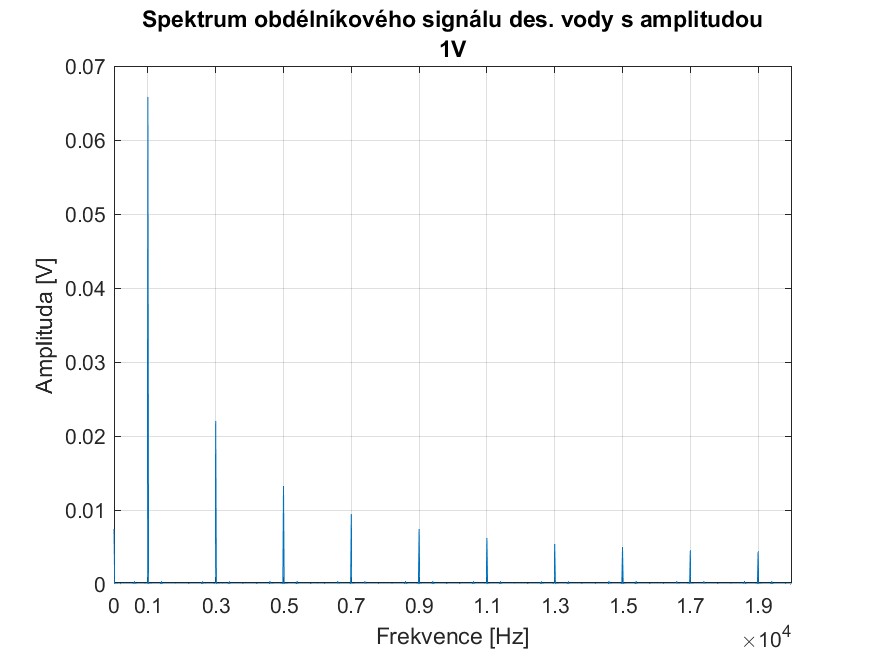 Spektrum obdélníkového signálu des. vody s amplitudou
1V
0.07
0.06
0.05
0.04
0.03
0.02
0.01
0
Amplituda [V]
0 0.1 0.3 0.5 0.7 0.9 1.1 1.3 1.5 1.7 1.9
Frekvence [Hz]
×10⁴